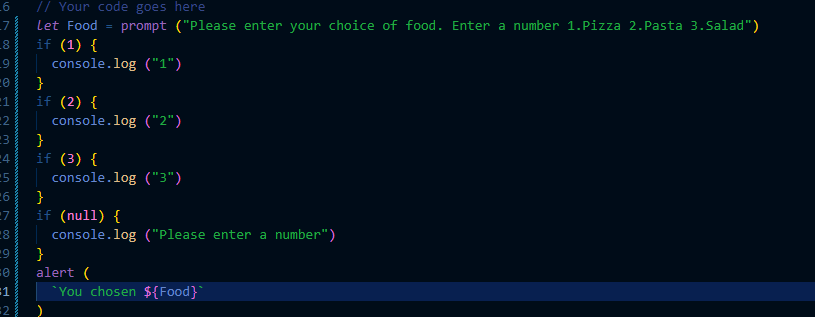 16 // Your code goes here
17 let Food = prompt ("Please enter your choice of food. Enter a number 1.Pizza 2.Pasta 3.Salad")
18 if (1) {
19 console.log ("1")
20 }
21 if (2) {
22 console.log ("2")
23 }
24 if (3) {
25 console.log ("3")
26 }
27 if (null) {
28 console.log ("Please enter a number")
29 }
30 alert (
31 `You chosen ${Food}`
32 )